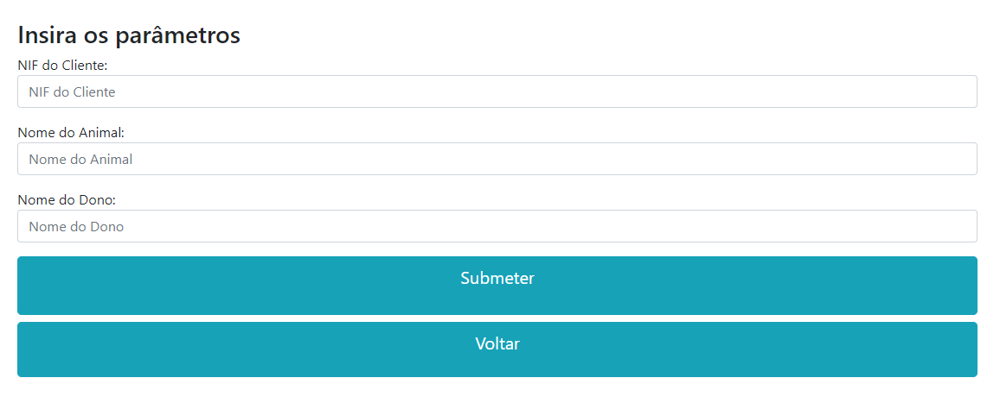 Insira os parâmetros
NIF do Cliente:
NIF do Cliente
Nome do Animal:
Nome do Animal
Nome do Dono:
Nome do Dono
Submeter
Voltar